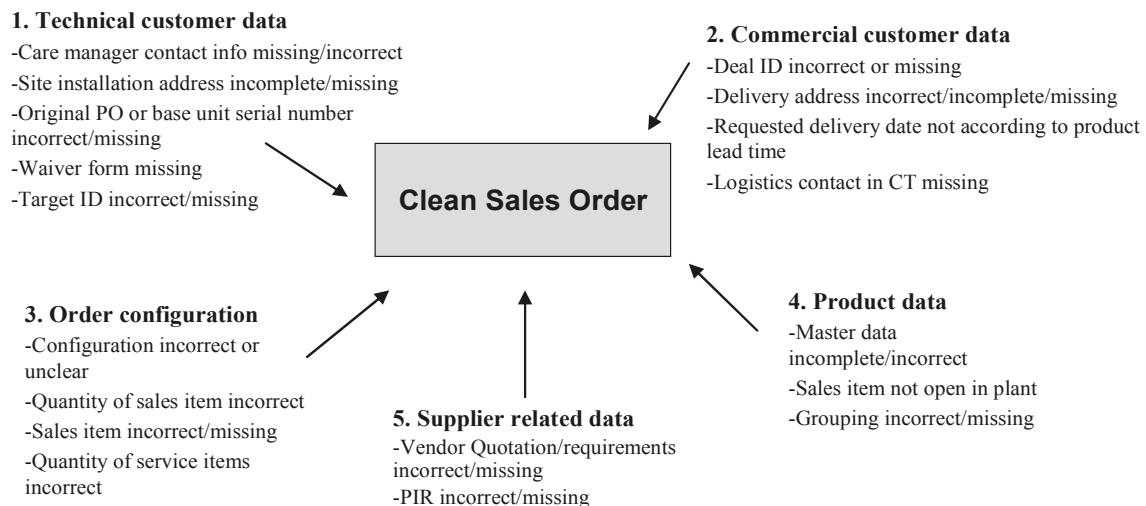 1. Technical customer data
-Care manager contact info missing/incorrect
-Site installation address incomplete/missing
-Original PO or base unit serial number
incorrect/missing
-Waiver form missing
-Target ID incorrect/missing
2. Commercial customer data
-Deal ID incorrect or missing
-Delivery address incorrect/incomplete/missing
-Requested delivery date not according to product
lead time
-Logistics contact in CT missing
Clean Sales Order
3. Order configuration
-Configuration incorrect or
unclear
-Quantity of sales item incorrect
-Sales item incorrect/missing
-Quantity of service items
incorrect
5. Supplier related data
-Vendor Quotation/requirements
incorrect/missing
-PIR incorrect/missing
4. Product data
-Master data
incomplete/incorrect
-Sales item not open in plant
-Grouping incorrect/missing